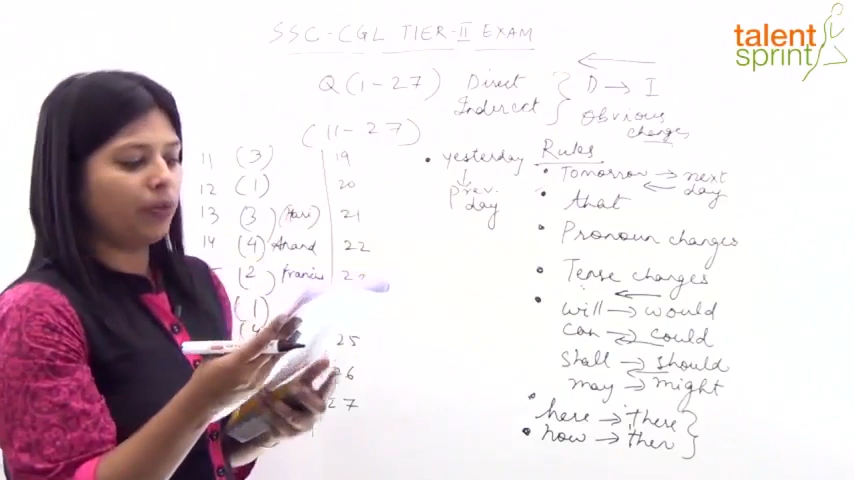 SSC-CGL TIER-II EXAM
talent
sprint
Q(1-27) Direct
Indirect
D → I
Obvious
changes
(11-27)
11 (3)
12 (1)
13 (3) (Hari)
14 (4) Anand
(2) Francis
(1)
(4
19
20
21
22
25
26
27
• yesterday
↓
prev.
day
Rules
• Tomorrow → next
day
• that
• Pronoun changes
• Tense changes
• will → would
can → could
shall → should
may → might
• here → there
• now → then